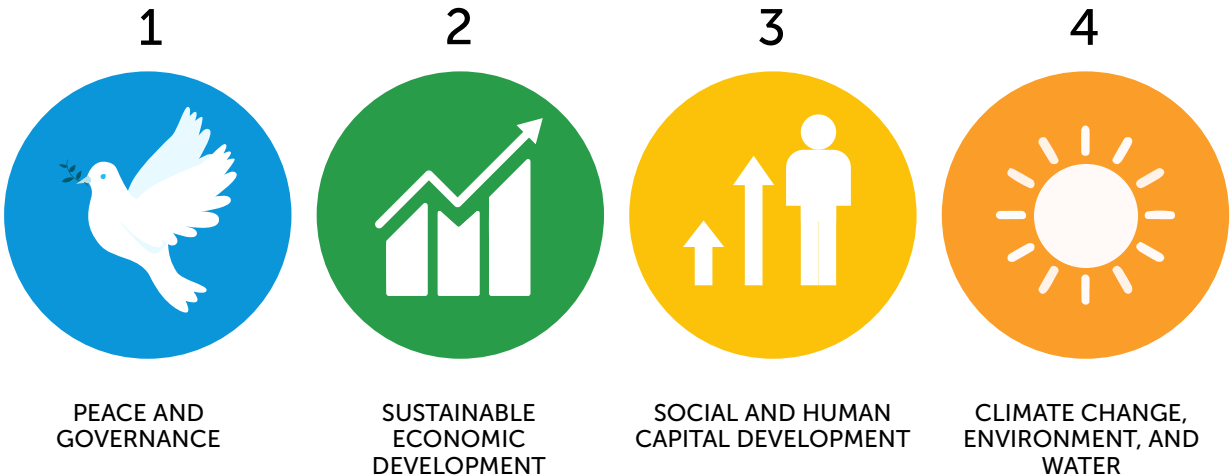 1
2
3
4
PEACE AND
GOVERNANCE
SUSTAINABLE
ECONOMIC
DEVELOPMENT
SOCIAL AND HUMAN
CAPITAL DEVELOPMENT
CLIMATE CHANGE,
ENVIRONMENT, AND
WATER